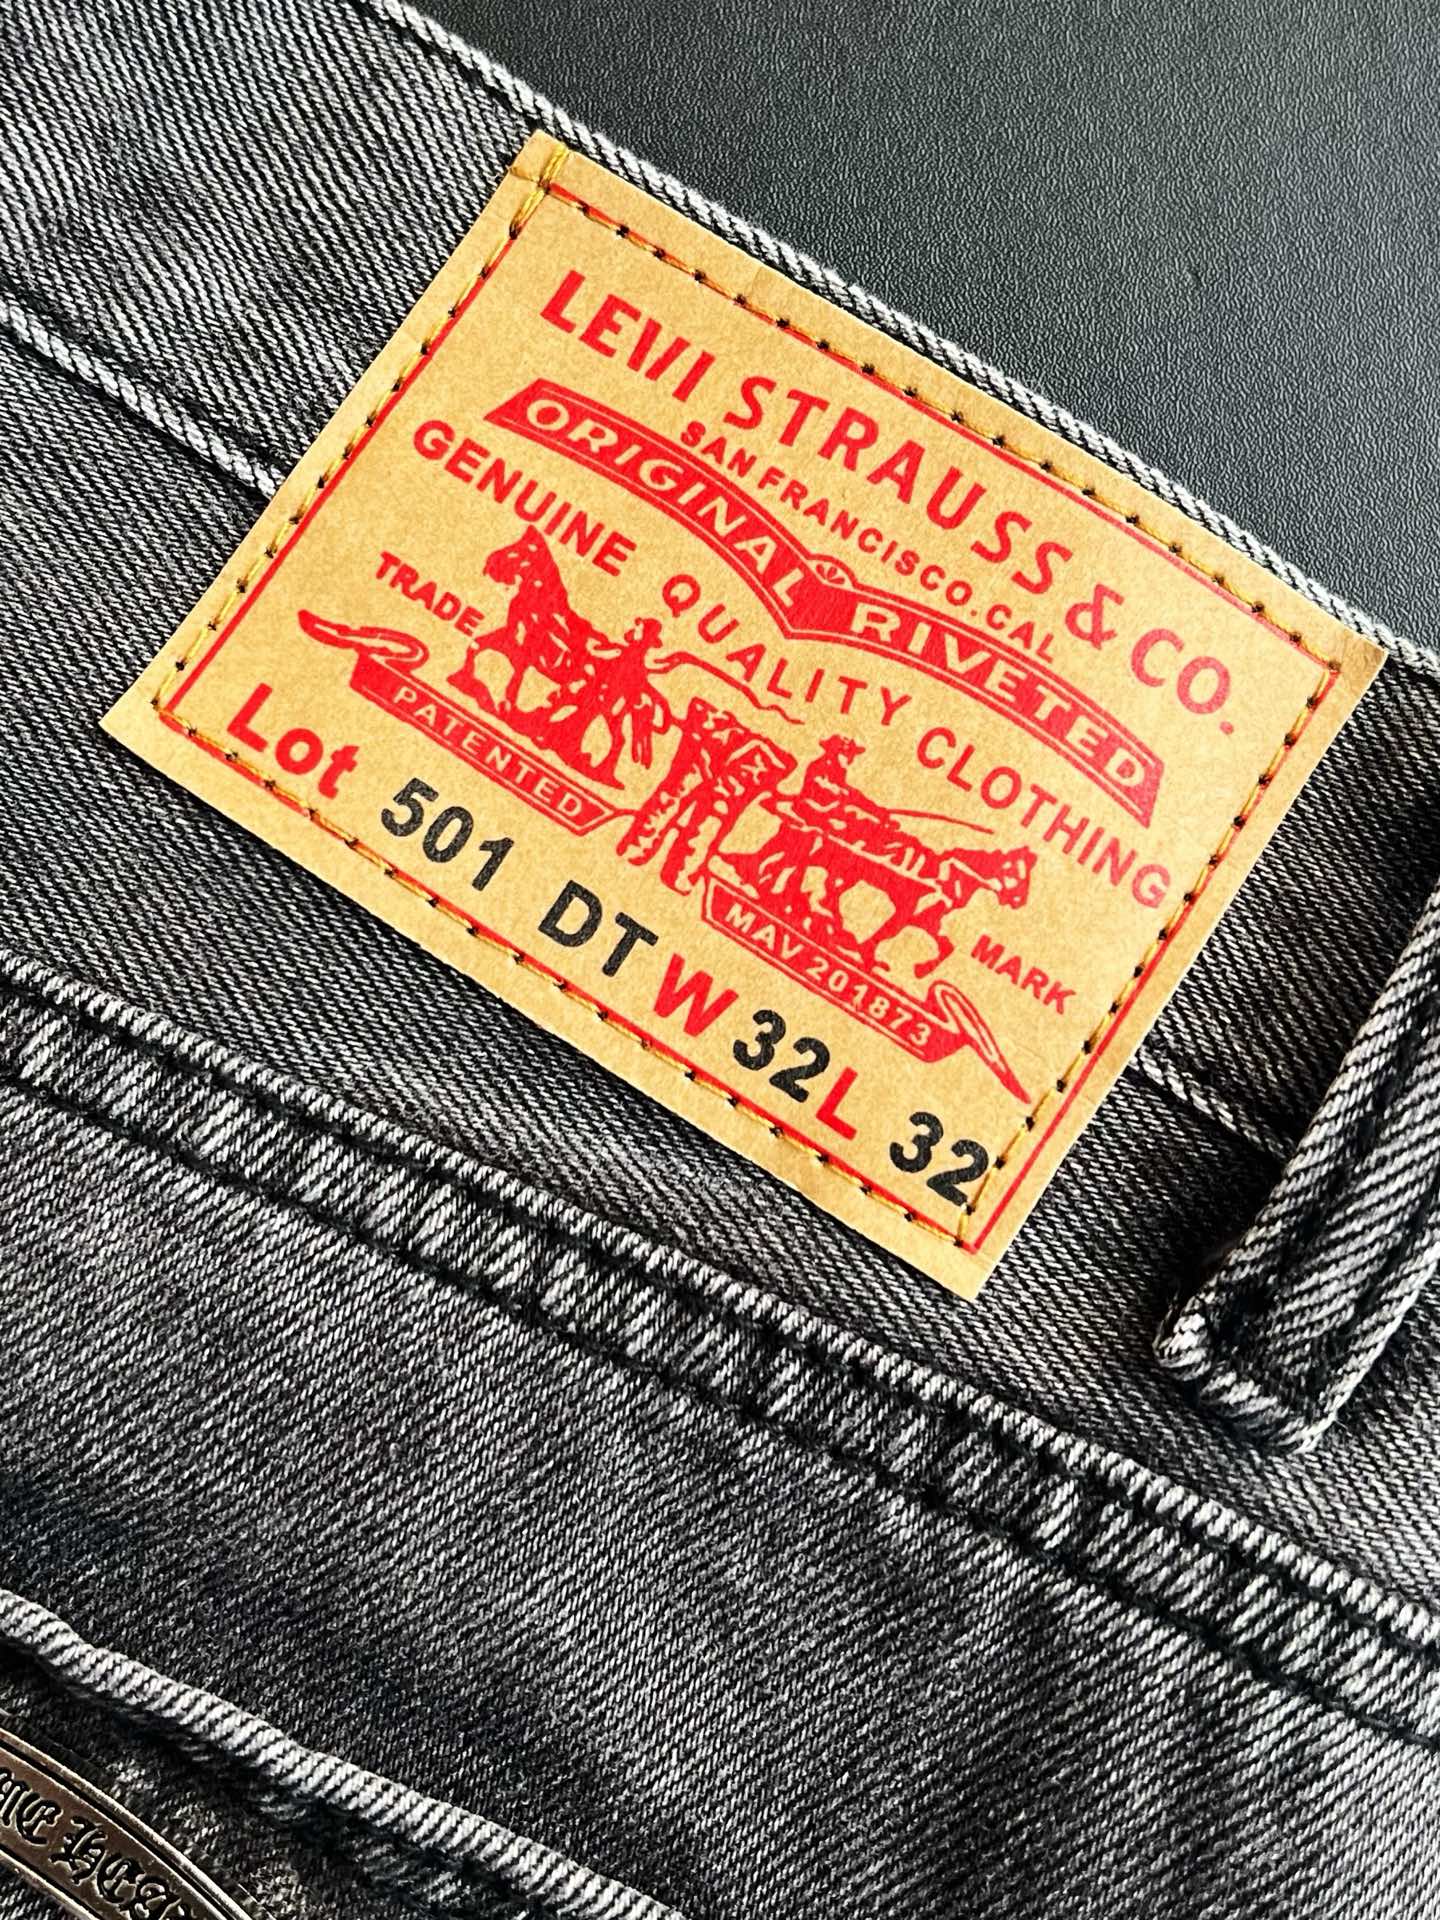 LEVI STRAUSS & CO.
SAN FRANCISCO.CAL
ORIGINAL RIVETED
GENUINE QUALITY CLOTHING
TRADE MARK
PATENTED MAV 201873
Lot 501 DT W 32 L 32